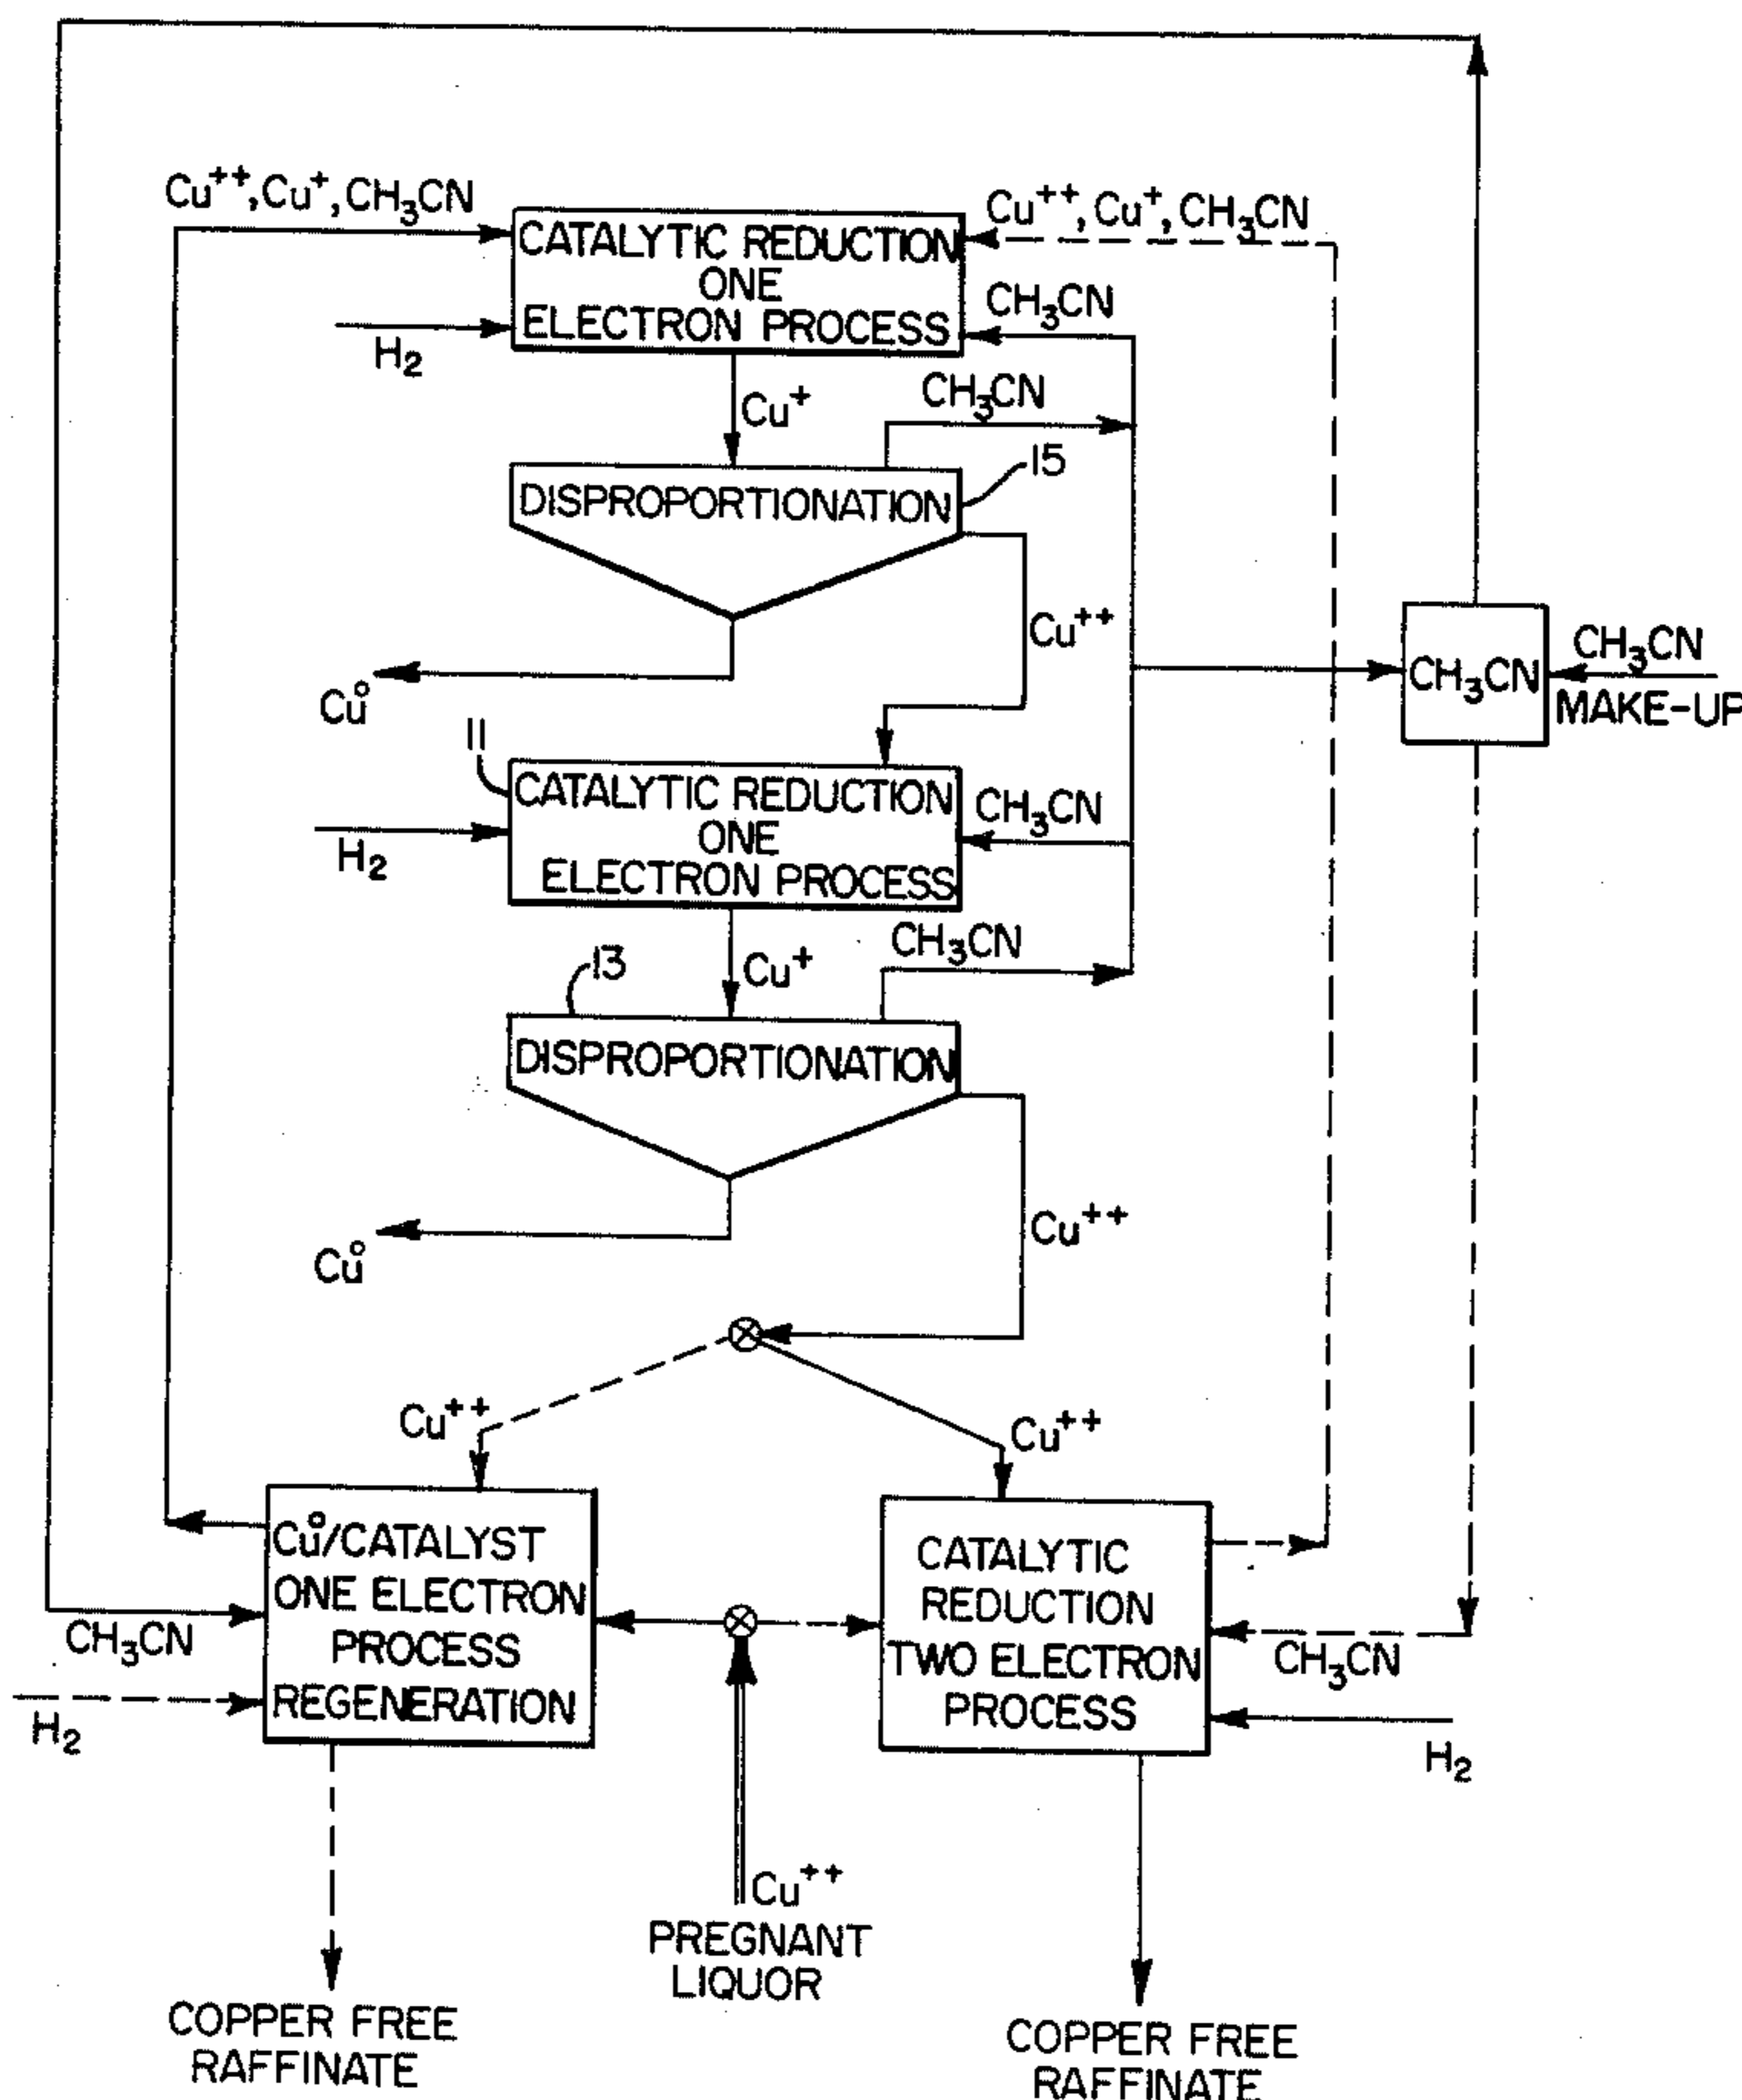 Cu++, Cu+, CH3CN
Cu++, Cu+, CH3CN
CATALYTIC REDUCTION
ONE
ELECTRON PROCESS
CH3CN
H2
Cu+
CH3CN
15
DISPROPORTIONATION
Cu++
CH3CN
CH3CN
MAKE-UP
Cu°
11
CATALYTIC REDUCTION
ONE
ELECTRON PROCESS
CH3CN
H2
CH3CN
Cu+
13
DISPROPORTIONATION
Cu++
Cu°
Cu++
Cu++
Cu°/CATALYST
ONE ELECTRON
PROCESS
REGENERATION
CATALYTIC
REDUCTION
TWO ELECTRON
PROCESS
CH3CN
CH3CN
H2
H2
Cu++
PREGNANT
LIQUOR
COPPER FREE
RAFFINATE
COPPER FREE
RAFFINATE